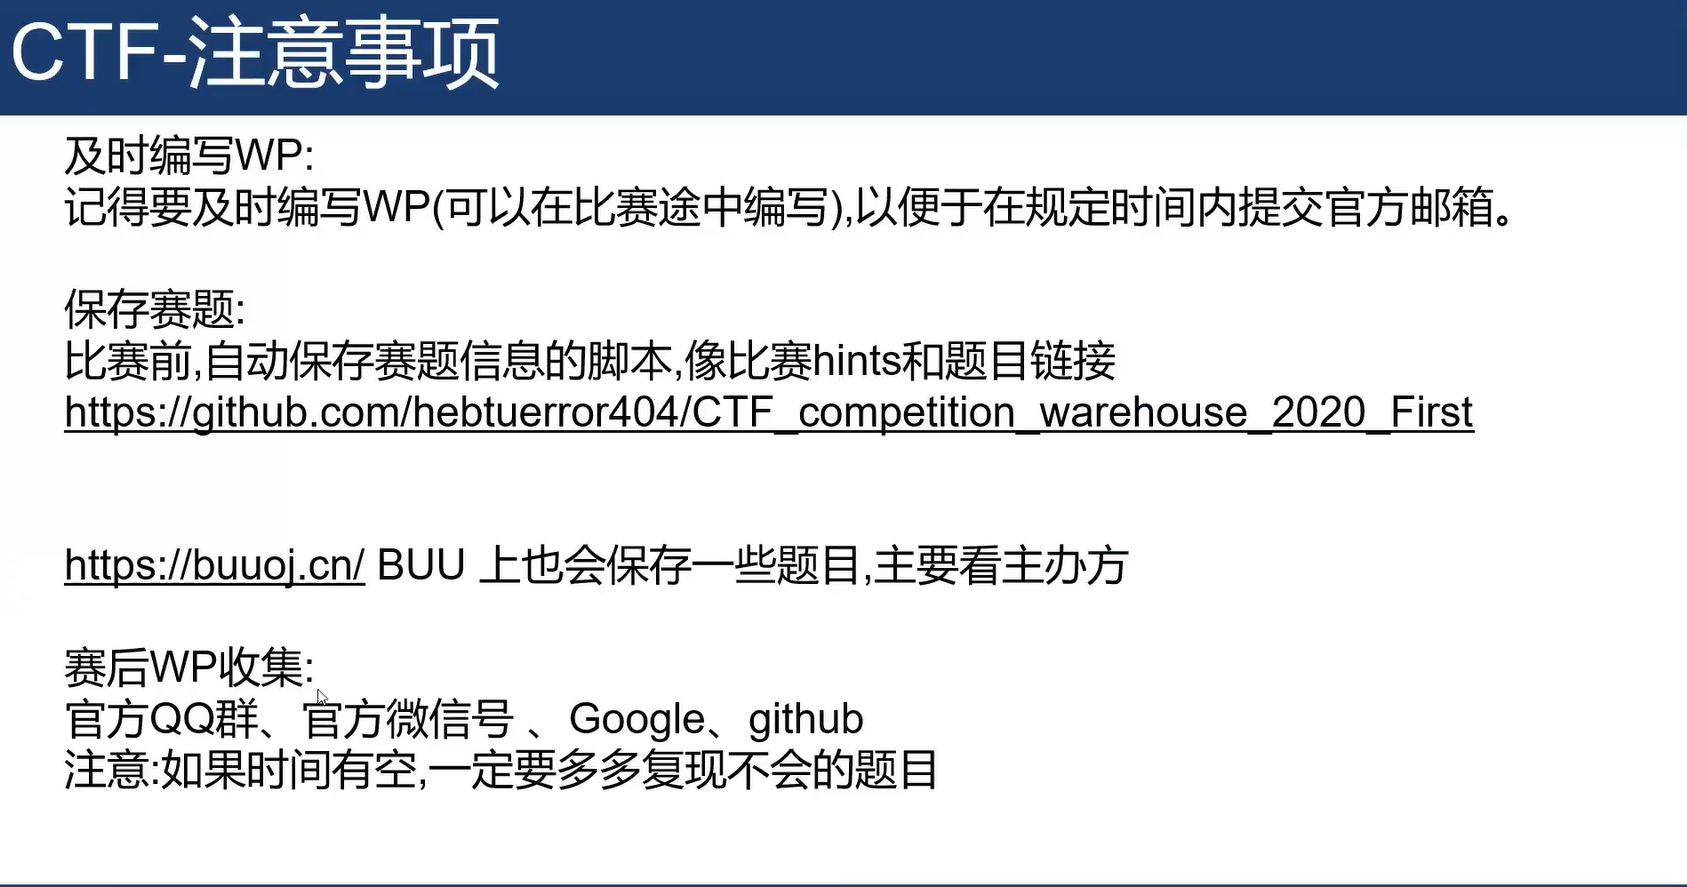 CTF-注意事项
及时编写WP:
记得要及时编写WP(可以在比赛途中编写),以便于在规定时间内提交官方邮箱。
保存赛题:
比赛前,自动保存赛题信息的脚本,像比赛hints和题目链接
https://github.com/hebtuerror404/CTF_competition_warehouse_2020_First
https://buuoj.cn/ BUU 上也会保存一些题目,主要看主办方
赛后WP收集:
官方QQ群、官方微信号 、Google、github
注意:如果时间有空,一定要多多复现不会的题目